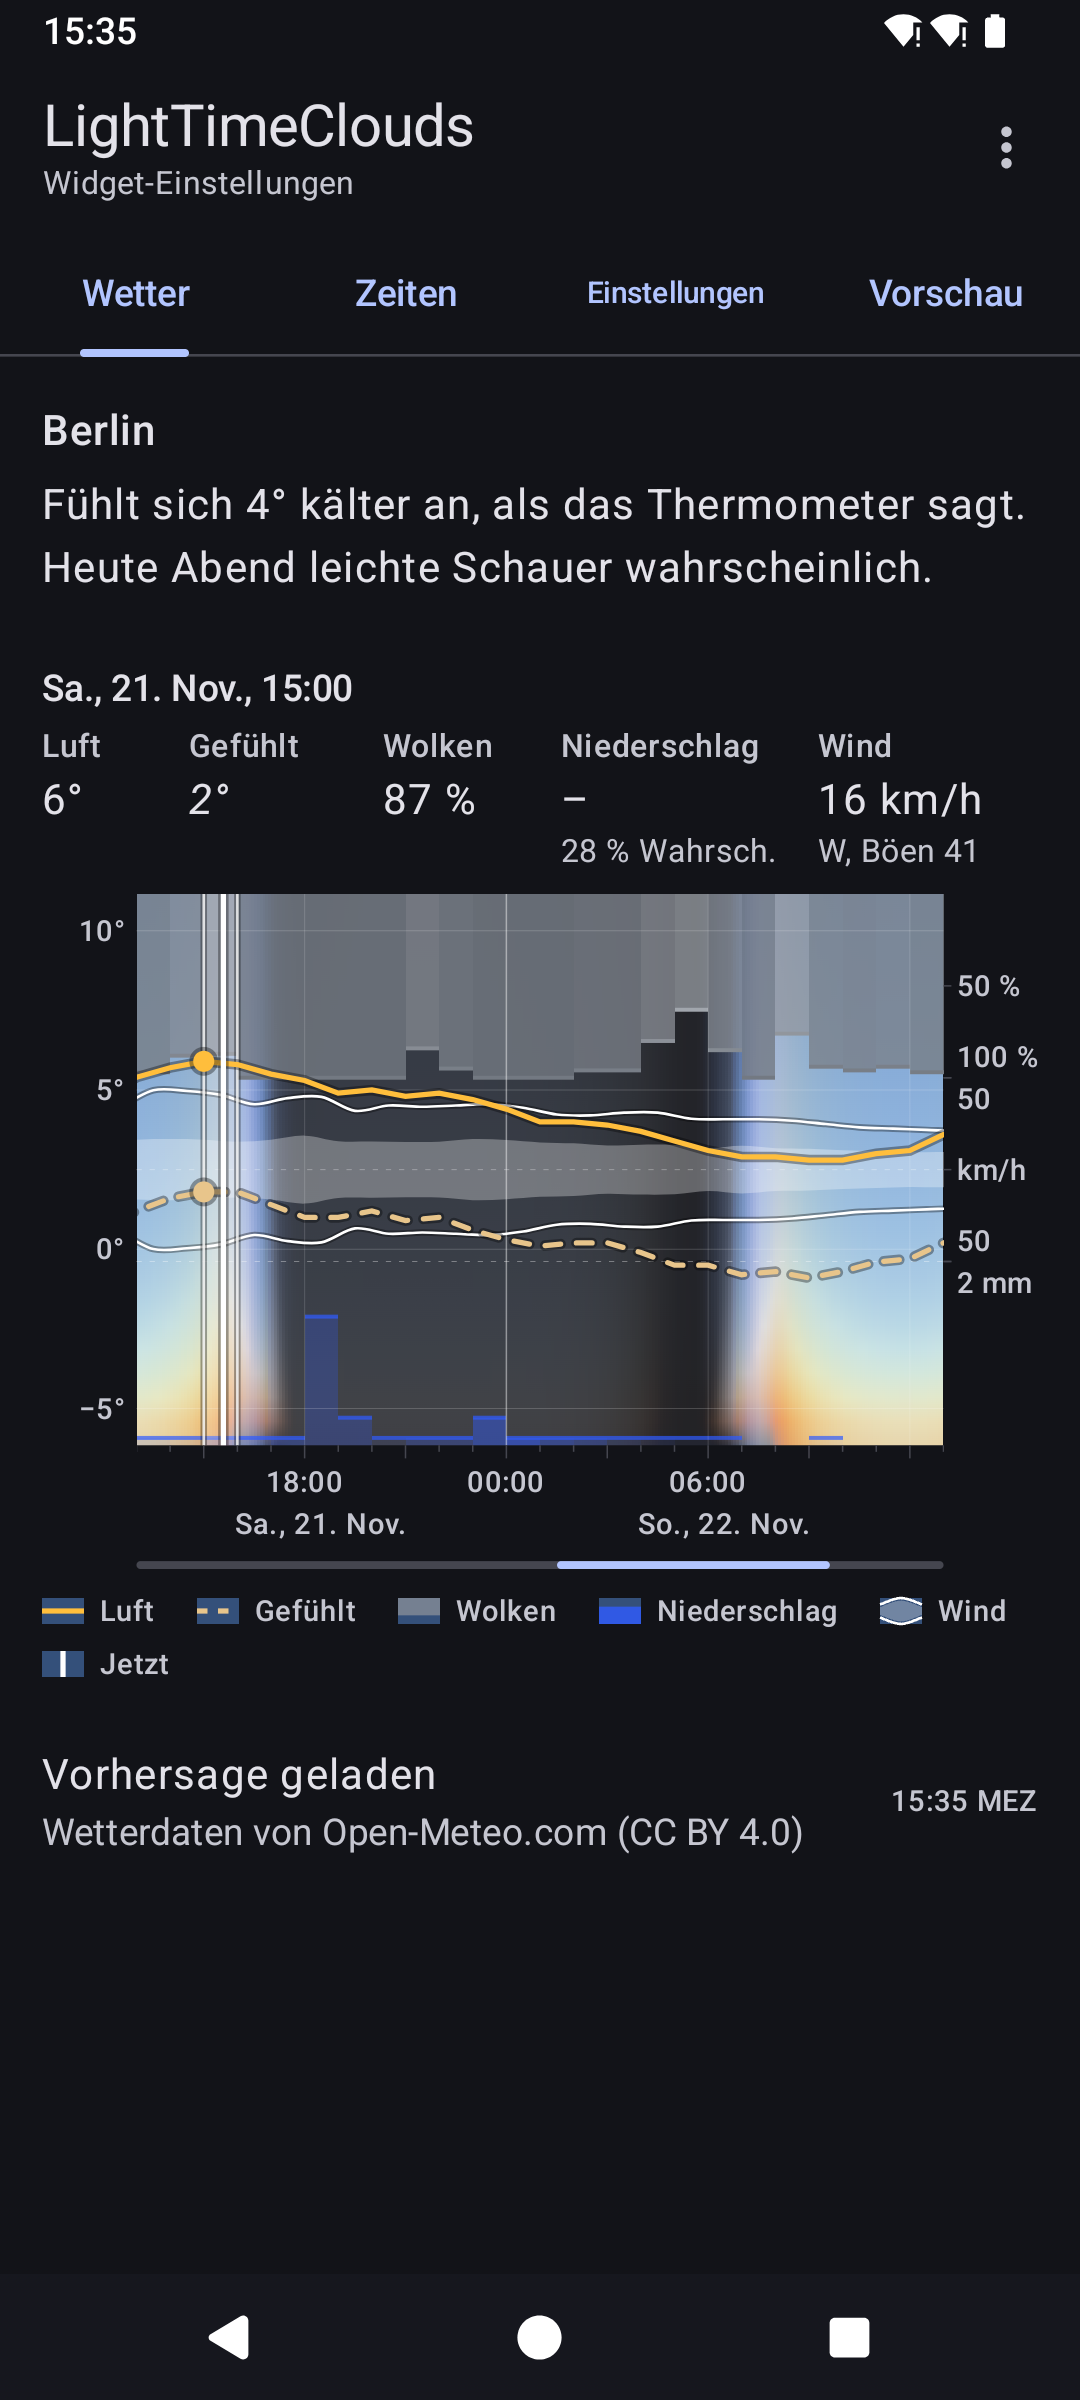 15:35
LightTimeClouds
Widget-Einstellungen
Wetter Zeiten Einstellungen Vorschau
Berlin
Fühlt sich 4° kälter an, als das Thermometer sagt.
Heute Abend leichte Schauer wahrscheinlich.
Sa., 21. Nov., 15:00
Luft Gefühlt Wolken Niederschlag Wind
6° 2° 87 % – 16 km/h
28 % Wahrsch. W, Böen 41
10°
50 %
100 %
5°
50
km/h
50
0°
2 mm
−5°
18:00 00:00 06:00
Sa., 21. Nov. So., 22. Nov.
Luft Gefühlt Wolken Niederschlag Wind
Jetzt
Vorhersage geladen
15:35 MEZ
Wetterdaten von Open-Meteo.com (CC BY 4.0)